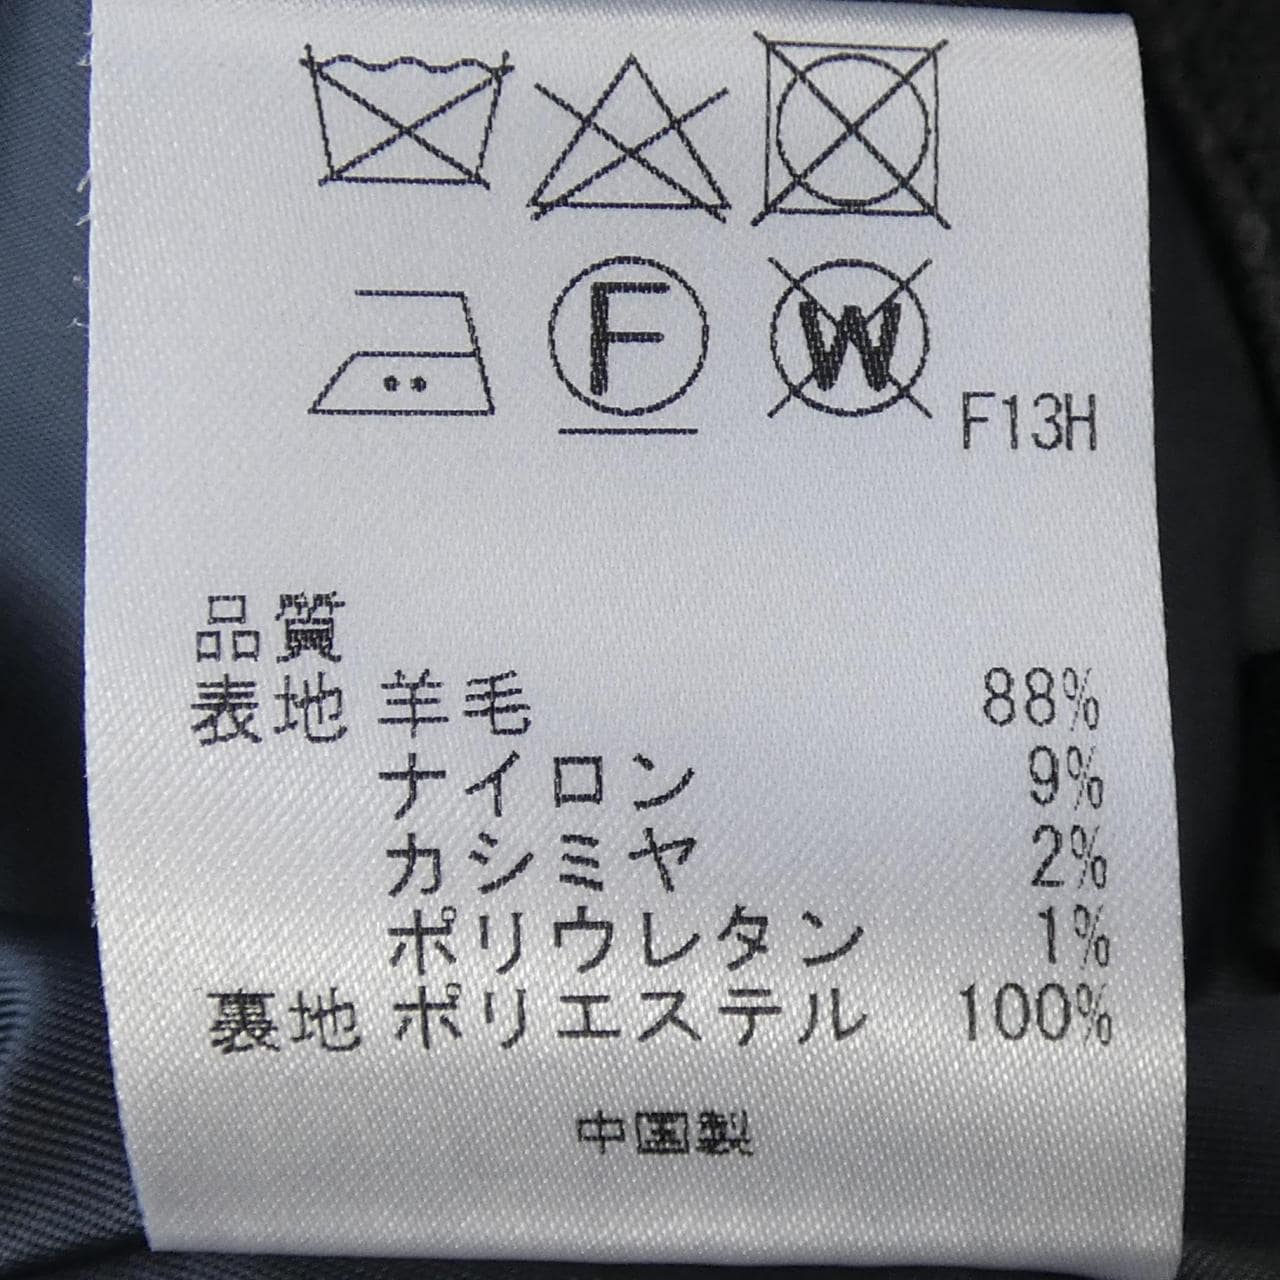 F W F13H
品質
表地 羊毛 88%
ナイロン 9%
カシミヤ 2%
ポリウレタン 1%
裏地 ポリエステル 100%
中国製